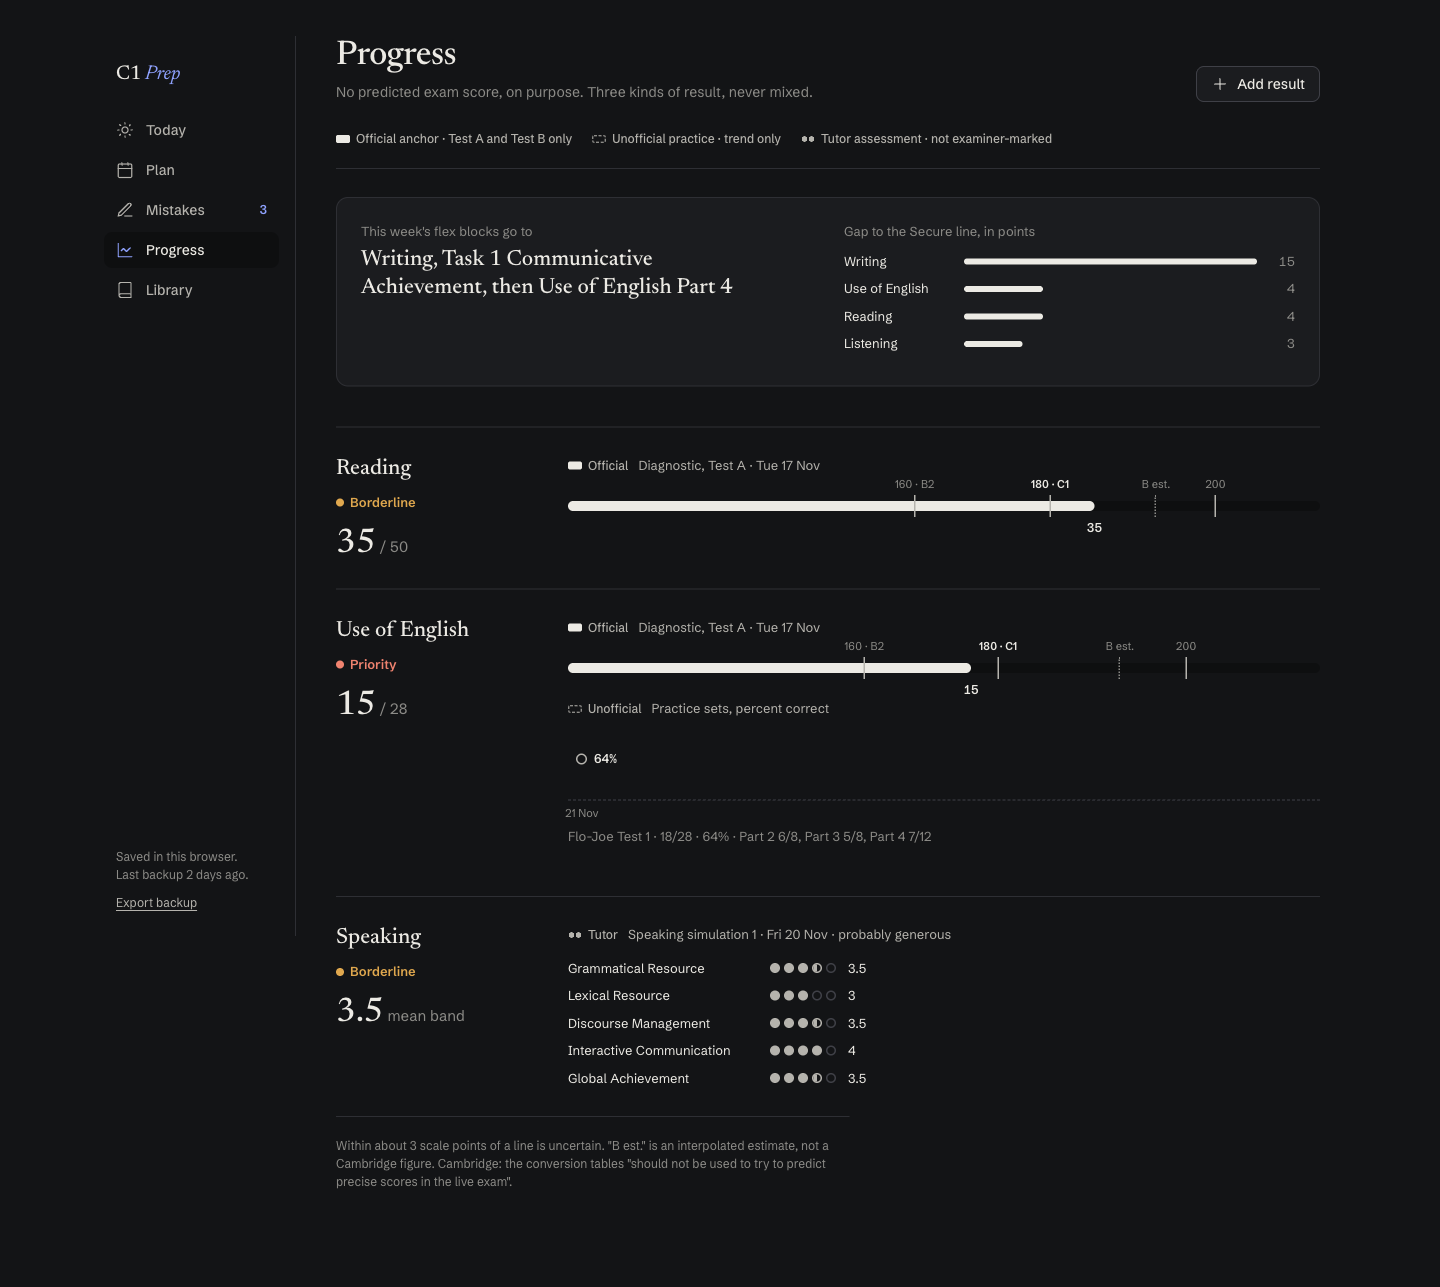 C1 Prep
Today
Plan
Mistakes 3
Progress
Library
Saved in this browser.
Last backup 2 days ago.
Export backup
Progress
No predicted exam score, on purpose. Three kinds of result, never mixed.
Add result
Official anchor · Test A and Test B only
Unofficial practice · trend only
Tutor assessment · not examiner-marked
This week's flex blocks go to
Writing, Task 1 Communicative
Achievement, then Use of English Part 4
Gap to the Secure line, in points
Writing 15
Use of English 4
Reading 4
Listening 3
Reading
Borderline
35 / 50
Official Diagnostic, Test A · Tue 17 Nov
160 · B2 180 · C1 B est. 200
35
Use of English
Priority
15 / 28
Official Diagnostic, Test A · Tue 17 Nov
160 · B2 180 · C1 B est. 200
15
Unofficial Practice sets, percent correct
64%
21 Nov
Flo-Joe Test 1 · 18/28 · 64% · Part 2 6/8, Part 3 5/8, Part 4 7/12
Speaking
Borderline
3.5 mean band
Tutor Speaking simulation 1 · Fri 20 Nov · probably generous
Grammatical Resource 3.5
Lexical Resource 3
Discourse Management 3.5
Interactive Communication 4
Global Achievement 3.5
Within about 3 scale points of a line is uncertain. "B est." is an interpolated estimate, not a
Cambridge figure. Cambridge: the conversion tables "should not be used to try to predict
precise scores in the live exam".